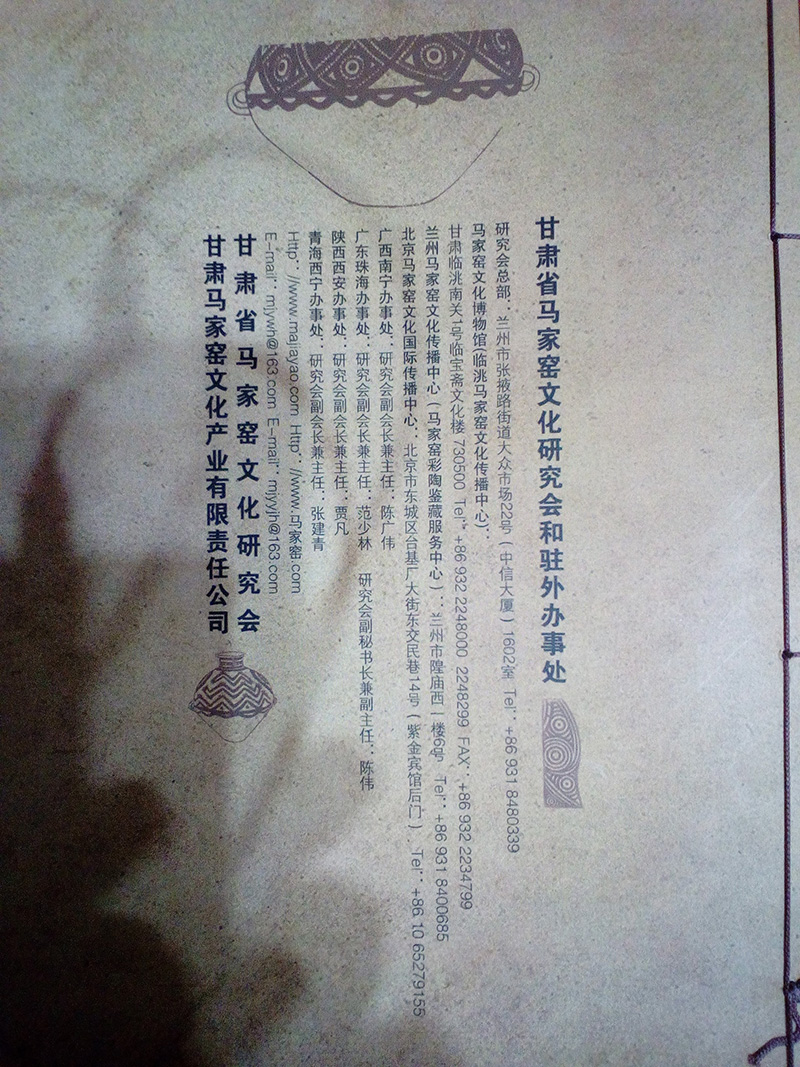 甘肃省马家窑文化研究会和驻外办事处
研究会总部：兰州市张掖路街道大众市场22号（中信大厦）1602室 Tel：+86 931 8480339
马家窑文化博物馆(临洮马家窑文化传播中心)：
甘肃临洮南关1号临宝斋文化楼 730500 Tel：+86 932 2248000 2248299 FAX：+86 932 2234799
兰州马家窑文化传播中心（马家窑彩陶鉴藏服务中心）：兰州市隍庙西一楼6号 Tel：+86 931 8400685
北京马家窑文化国际传播中心：北京市东城区台基厂大街东交民巷14号（紫金宾馆后门） Tel：+86 10 65279155
广西南宁办事处：研究会副会长兼主任：陈广伟
广东珠海办事处：研究会副会长兼主任：范少林 研究会副秘书长兼副主任：陈伟
陕西西安办事处：研究会副会长兼主任：贾凡
青海西宁办事处：研究会副会长兼主任：张建青
Http：//www.majiayao.com Http：//www.马家窑.com
E-mail：mjywh@163.com E-mail：mjyyjh@163.com
甘肃省马家窑文化研究会
甘肃马家窑文化产业有限责任公司